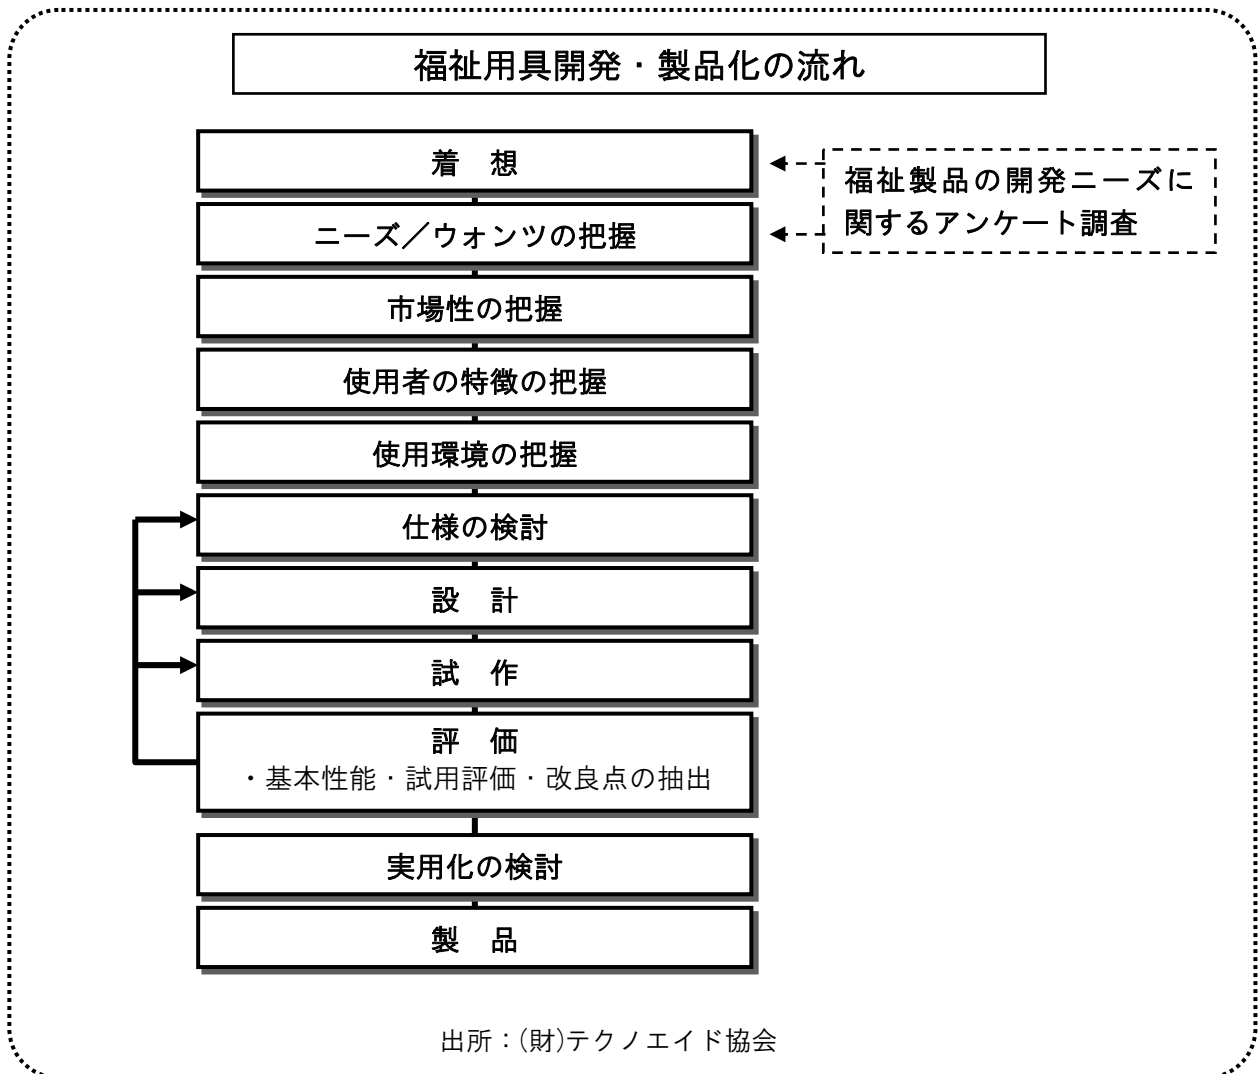 福祉用具開発・製品化の流れ
着　想
福祉製品の開発ニーズに
関するアンケート調査
ニーズ／ウォンツの把握
市場性の把握
使用者の特徴の把握
使用環境の把握
仕様の検討
設　計
試　作
評　価
・基本性能・試用評価・改良点の抽出
実用化の検討
製　品
出所：(財)テクノエイド協会